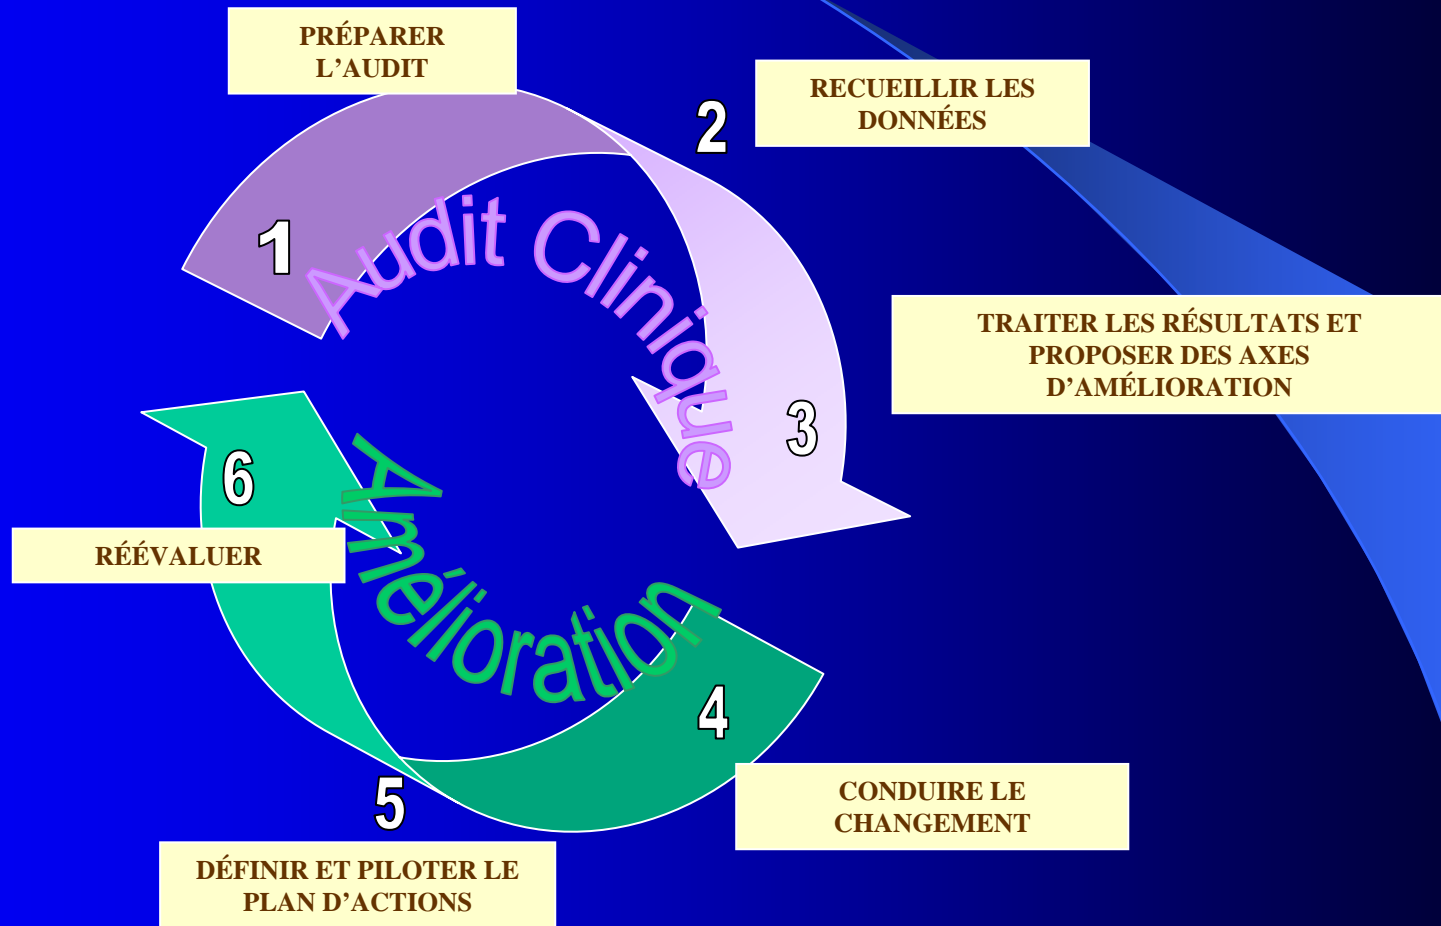 PRÉPARER
L’AUDIT
1
Audit Clinique
2
RECUEILLIR LES
DONNÉES
3
TRAITER LES RÉSULTATS ET
PROPOSER DES AXES
D’AMÉLIORATION
4
CONDUIRE LE
CHANGEMENT
Amélioration
5
DÉFINIR ET PILOTER LE
PLAN D’ACTIONS
6
RÉÉVALUER